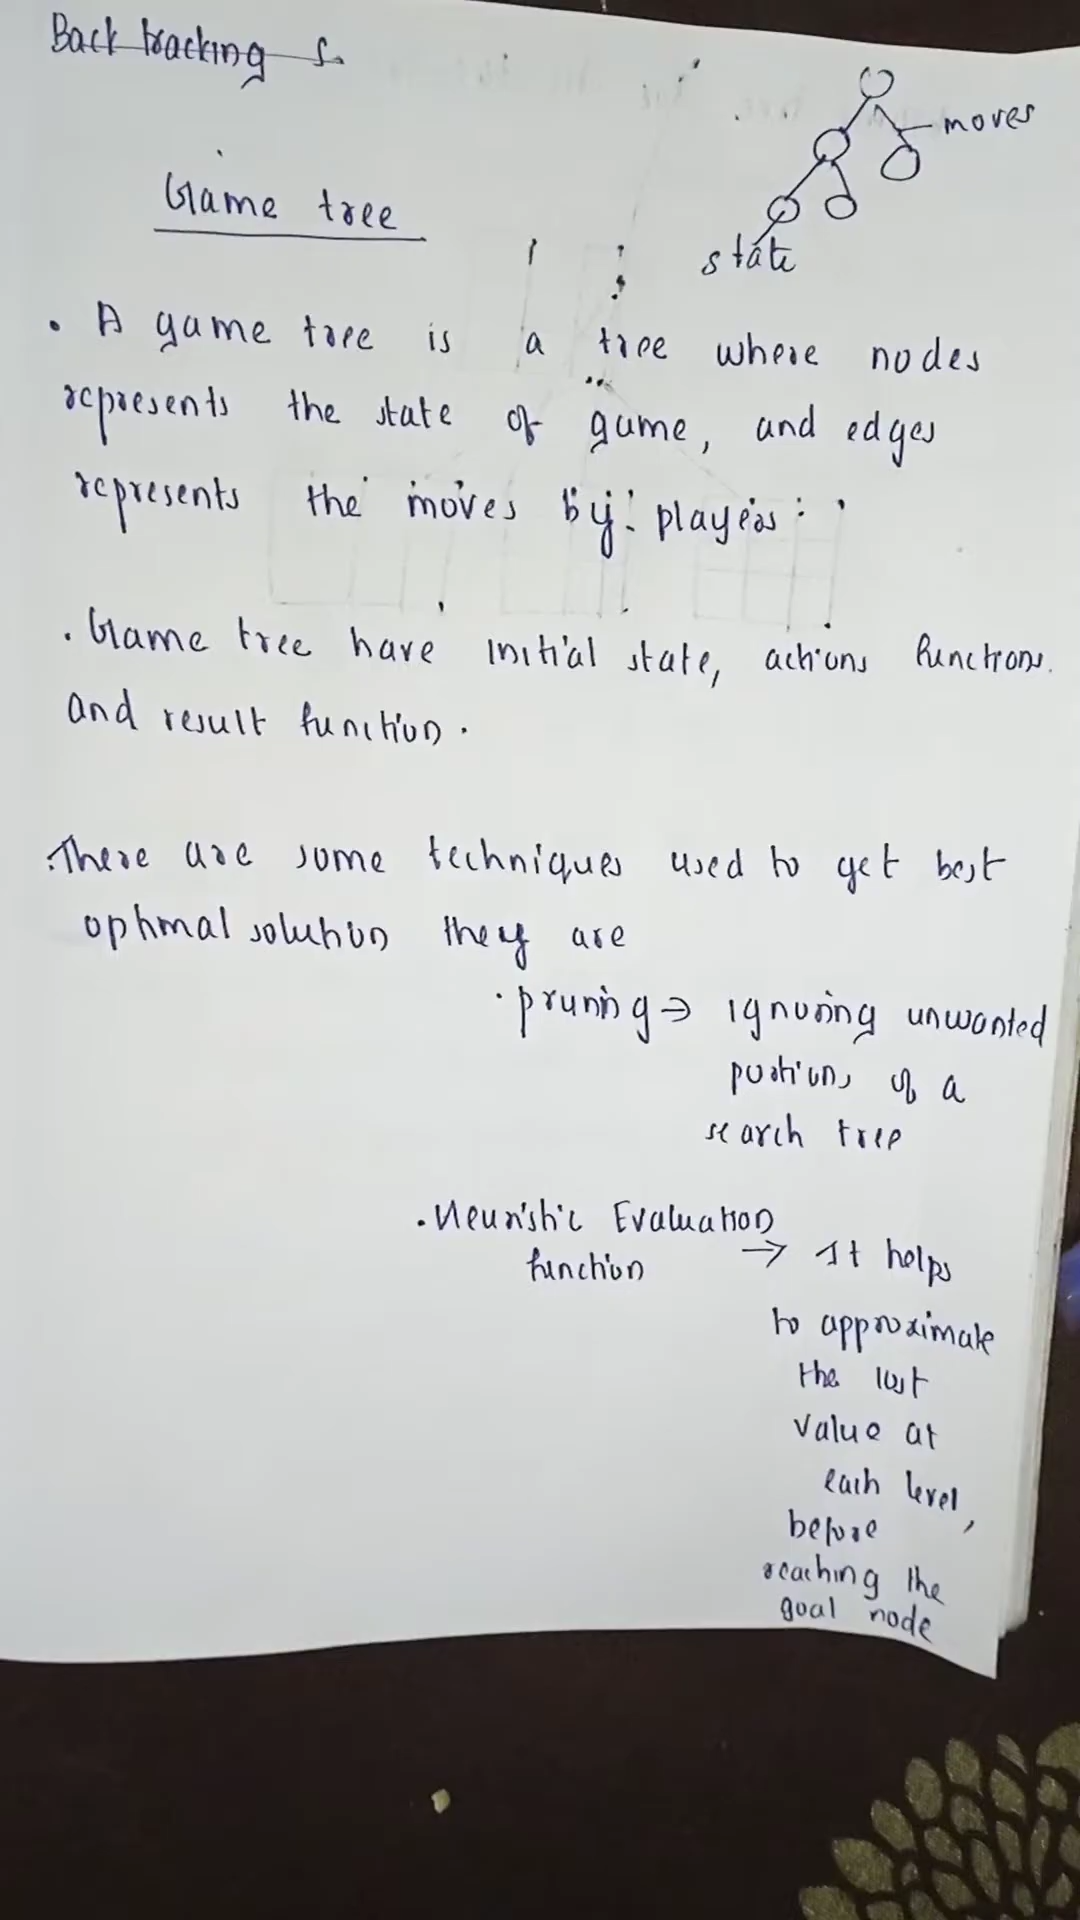 Back tracking S
moves
Game tree
state
. A game tree is a tree where nodes
represents the state of game, and edges
represents the moves by players.
. Game tree have initial state, actions functions.
and result function.
.There are some techniques used to get best
optimal solution they are
. pruning → ignoring unwanted
portions of a
search tree
. Heuristic Evaluation
function → It helps
to approximate
the cost
value at
each level,
before
reaching the
goal node